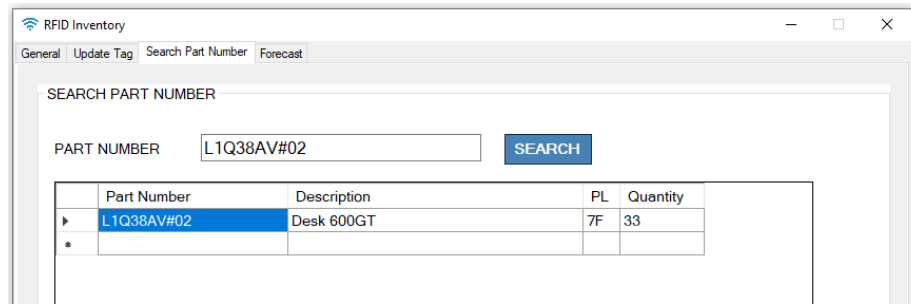 RFID Inventory
General Update Tag Search Part Number Forecast
SEARCH PART NUMBER
PART NUMBER L1Q38AV#02 SEARCH
Part Number Description PL Quantity
L1Q38AV#02 Desk 600GT 7F 33